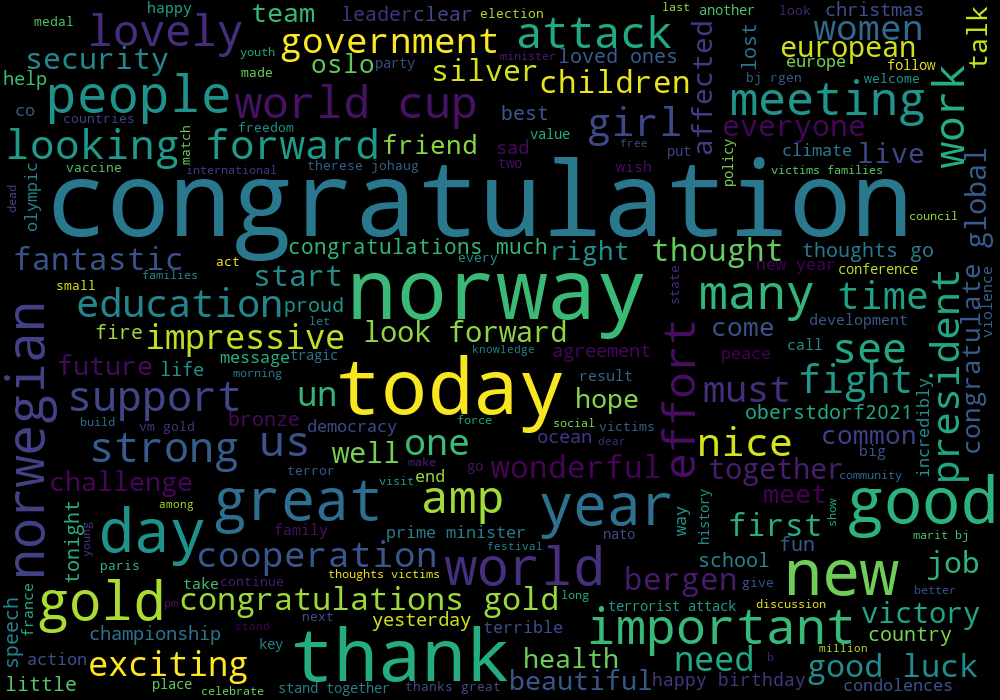 happy
medal
lovely
team
leaderclear
election
last
another
look
christmas
women
talk
attack
government
youth
minister
loved ones
affected
lost
european
europe
follow
security
made
oslo
party
silver
children
bj rgen
welcome
help
people
world cup
best
girl
meeting
work
co
countries
freedom
value
everyone
looking forward
match
friend
sad
two
free
put
policy
climate
live
vaccine
international
therese johaug
wish
victims families
dead
olympic
congratulation
council
global
fantastic
act
congratulations much
right
thought
thoughts go
families
start
every
new year
conference
state
small
education
proud
norway
many
time
president
congratulate
violence
let
fire
impressive
look forward
come
development
norwegian
future
life
message
tragic
knowledge
agreement
peace
call
see
morning
today
un
result
effort
must
fight
support
hope
build
vm gold
bronze
democracy
force
social
victims
oberstdorf2021
incredibly
strong
us
well
one
ocean
dear
nice
common
big
terror
make
go
wonderful
together
community
challenge
visit
end
among
great
amp
year
way
history
meet
good
tonight
young
day
family
prime minister
nato
first
show
marit bj
cooperation
festival
fun
paris
world
school
job
thoughts victims
bergen
give
new
better
speech
france
gold
take
continue
congratulations gold
long
terrorist attack
discussion
victory
pm
yesterday
next
important
country
championship
stand
terrible
key
million
action
exciting
thank
health
need
b
good luck
little
place
celebrate
stand together
thanks great
beautiful
happy birthday
condolences